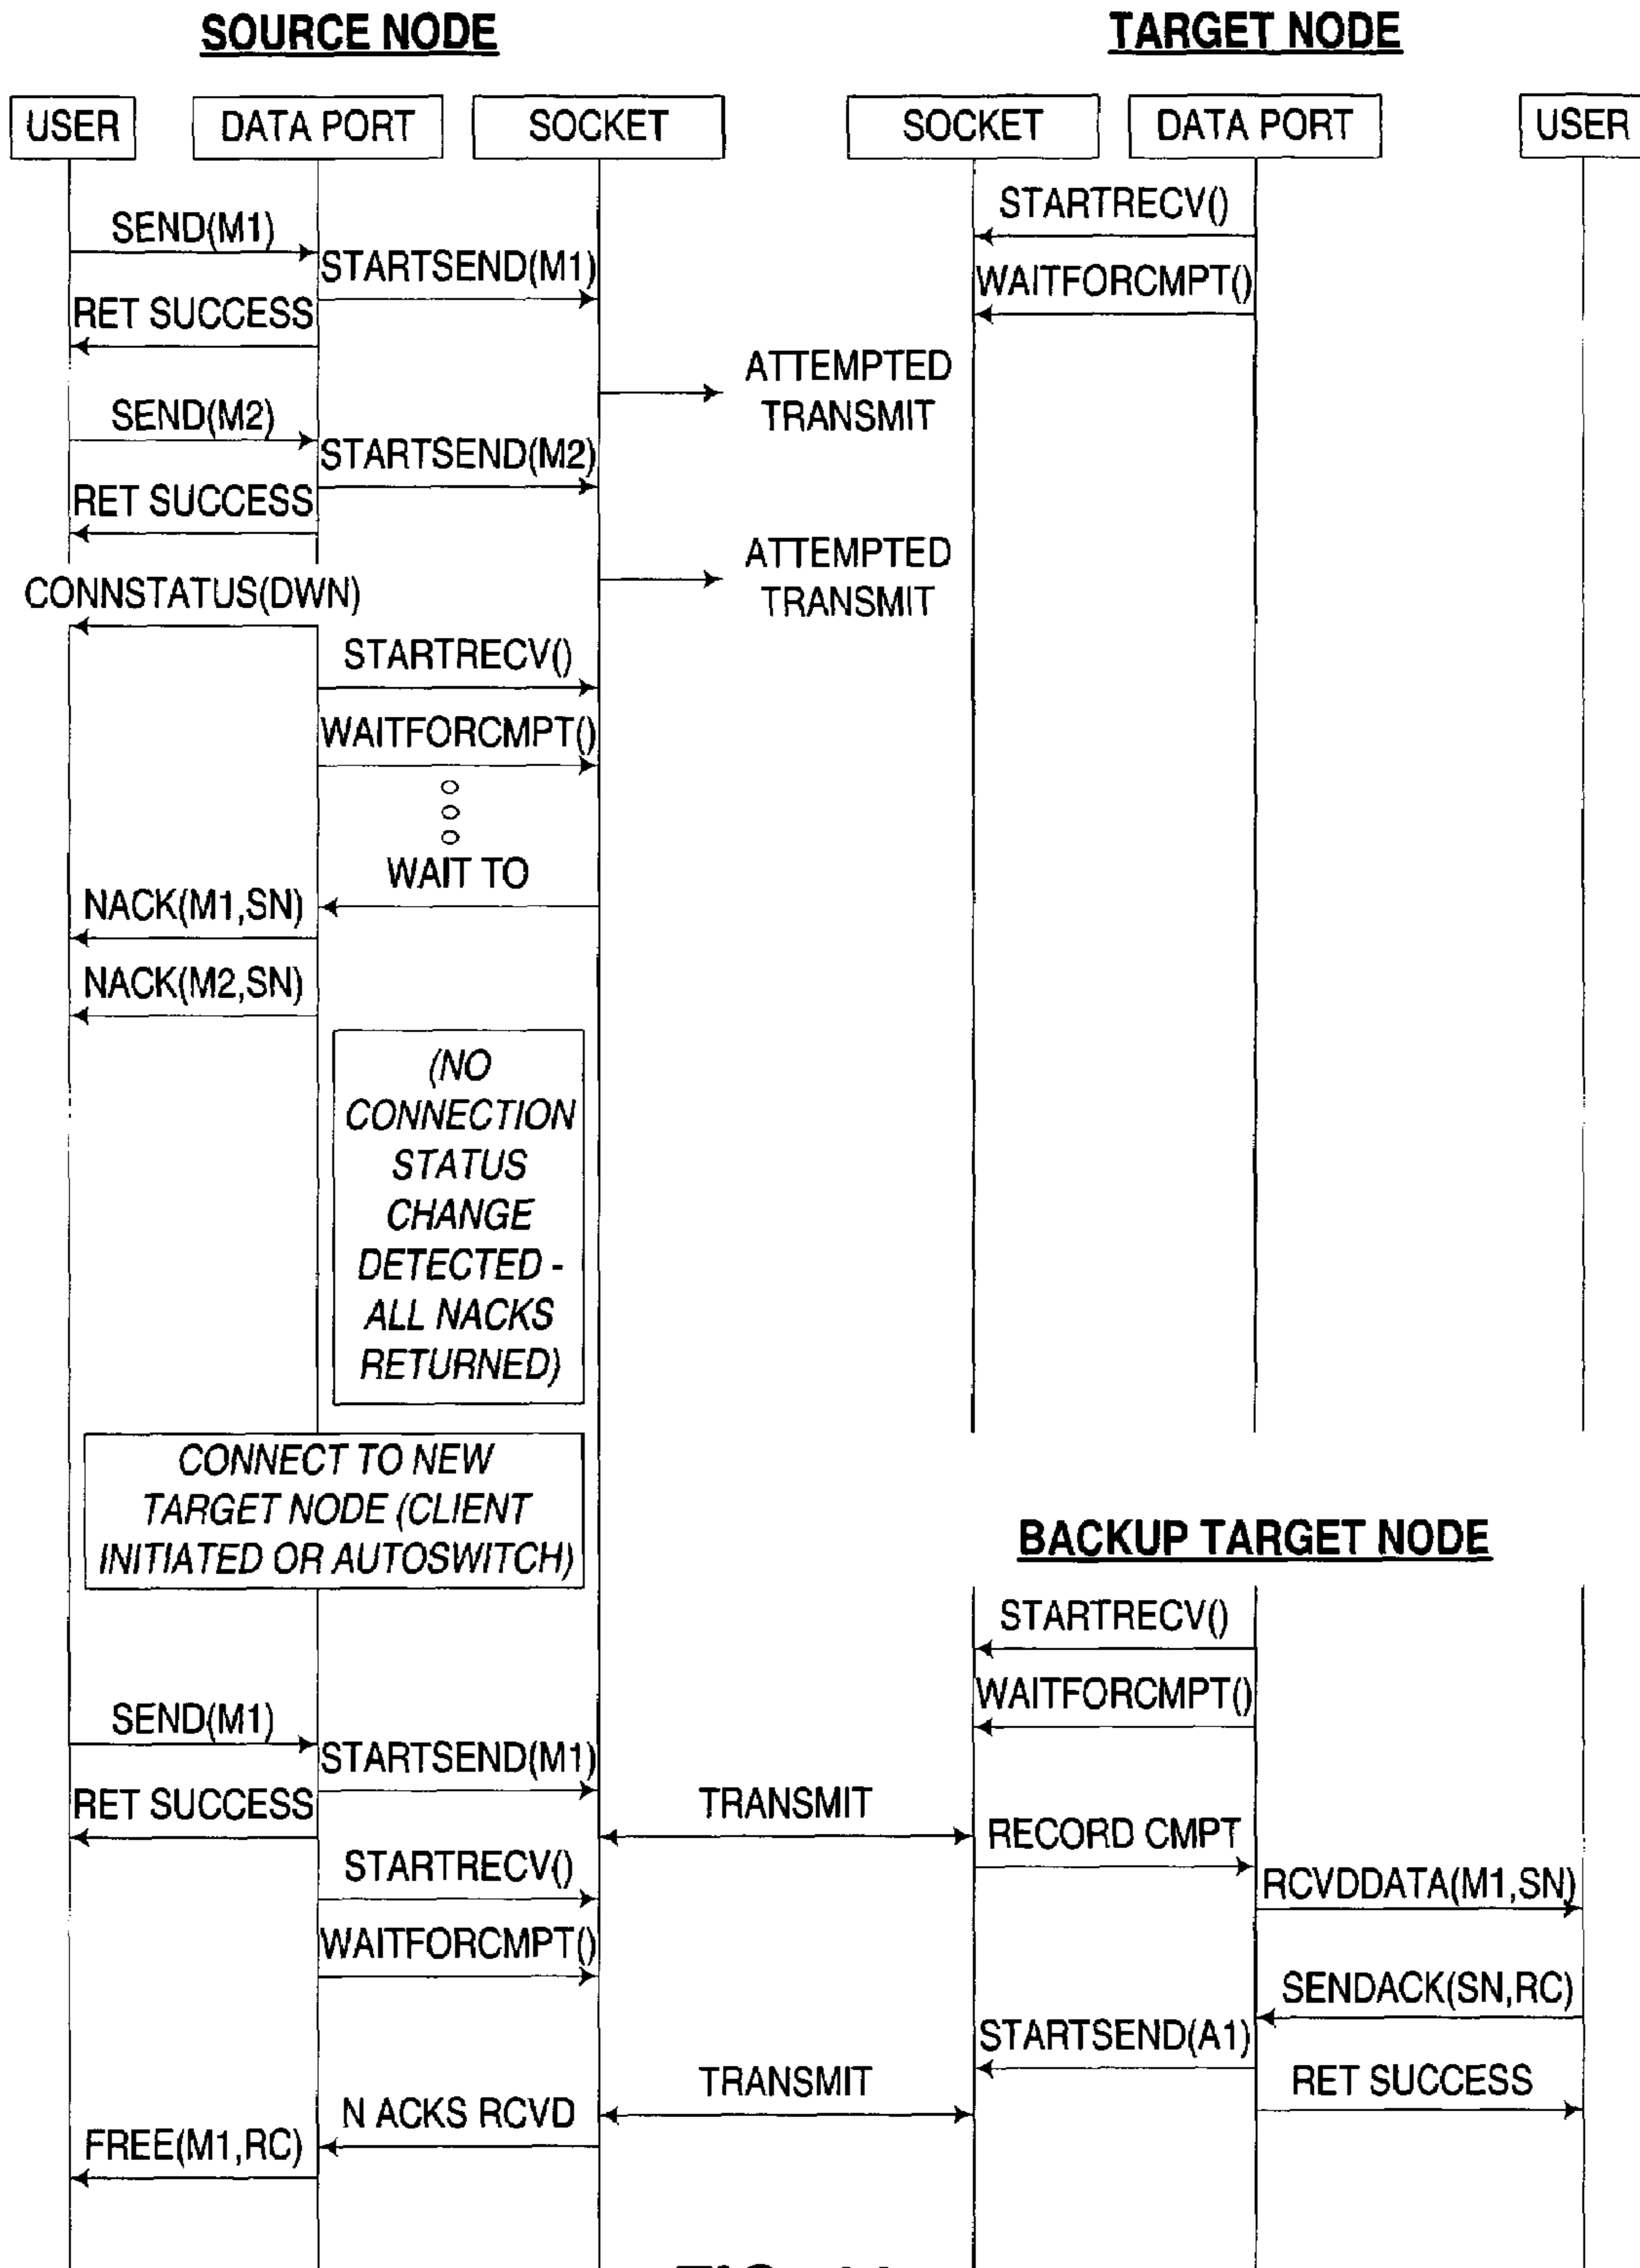 SOURCE NODE
TARGET NODE
USER
DATA PORT
SOCKET
SOCKET
DATA PORT
USER
STARTRECV()
SEND(M1)
STARTSEND(M1)
WAITFORCMPT()
RET SUCCESS
ATTEMPTED
TRANSMIT
SEND(M2)
STARTSEND(M2)
RET SUCCESS
ATTEMPTED
TRANSMIT
CONNSTATUS(DWN)
STARTRECV()
WAITFORCMPT()
WAIT TO
NACK(M1,SN)
NACK(M2,SN)
(NO
CONNECTION
STATUS
CHANGE
DETECTED -
ALL NACKS
RETURNED)
CONNECT TO NEW
TARGET NODE (CLIENT
INITIATED OR AUTOSWITCH)
BACKUP TARGET NODE
STARTRECV()
WAITFORCMPT()
SEND(M1)
STARTSEND(M1)
RET SUCCESS
TRANSMIT
RECORD CMPT
STARTRECV()
RCVDDATA(M1,SN)
WAITFORCMPT()
SENDACK(SN,RC)
STARTSEND(A1)
TRANSMIT
RET SUCCESS
N ACKS RCVD
FREE(M1,RC)